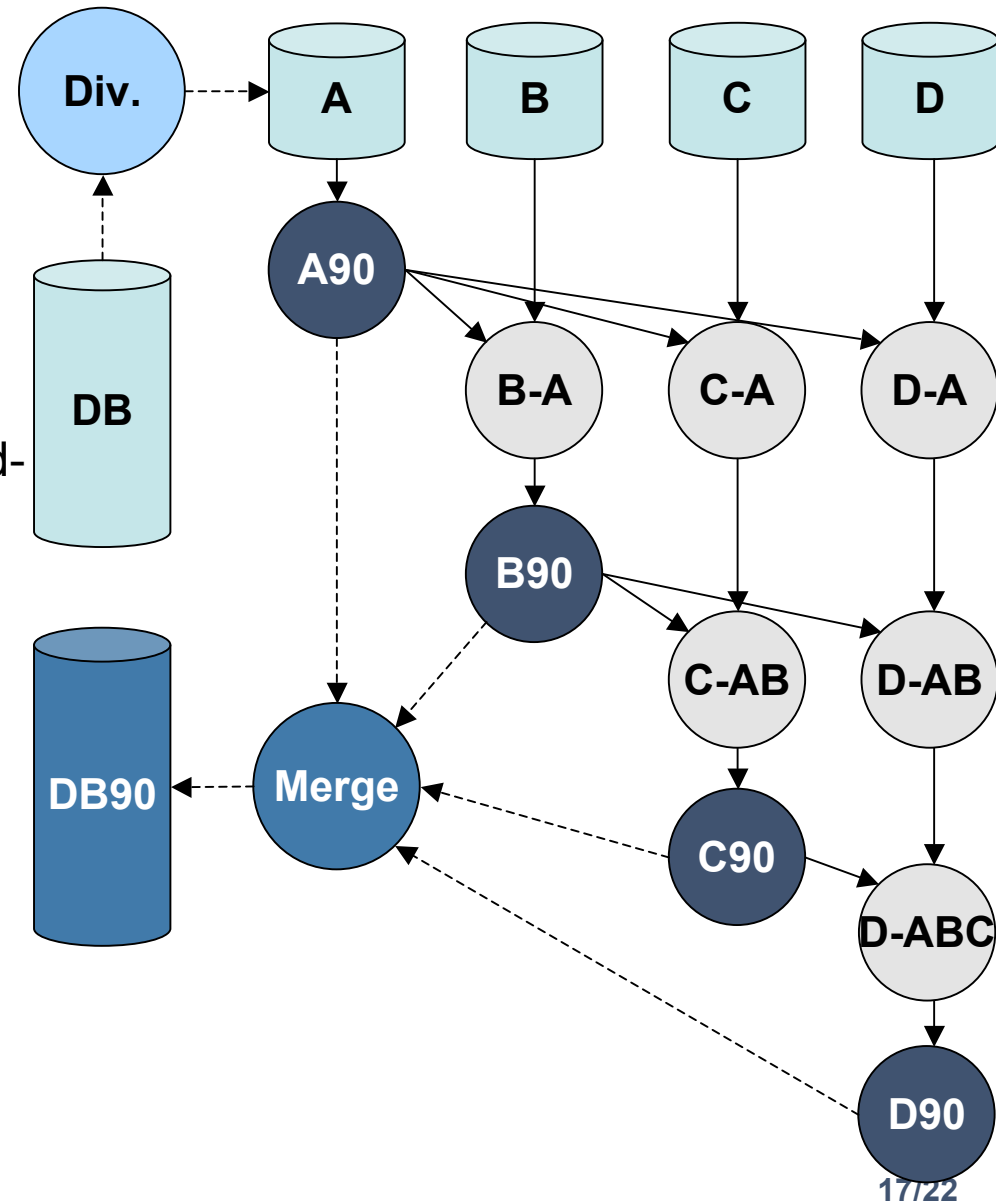 Div.
A
B
C
D
A90
DB
B-A
C-A
D-A
d-
B90
C-AB
D-AB
DB90
Merge
C90
D-ABC
D90
17/22